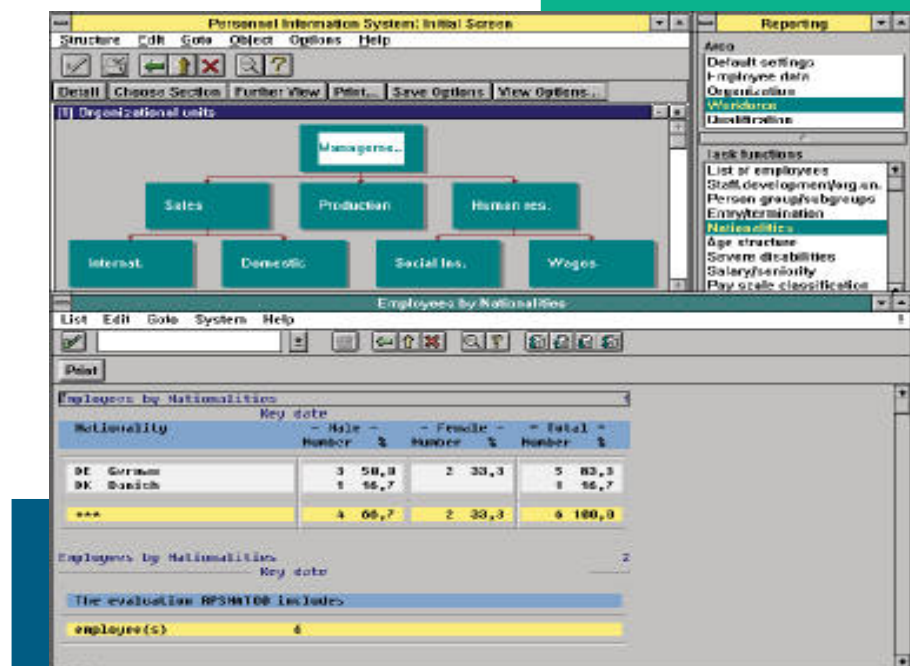 Personnel Information System: Initial Screen
Structure Edit Goto Object Options Help
Detail Choose Section Further View Print... Save Options View Options...
[1] Organizational units
Manageme..
Sales Production Human res.
Internat. Domestic Social Ins. Wages
Reporting
Area
Default settings
Employee data
Organization
Workforce
Qualification
Task functions
List of employees
Staff.development/org.un.
Person group/subgroups
Entry/termination
Nationalities
Age structure
Severe disabilities
Salary/seniority
Pay scale classification
Employees by Nationalities
List Edit Goto System Help
Print
Employees by Nationalities 1
Key date
Nationality - Male - - Female - - Total -
Number % Number % Number %
DE German 3 50,0 2 33,3 5 83,3
DK Danish 1 16,7 1 16,7
*** 4 66,7 2 33,3 6 100,0
Employees by Nationalities 2
Key date
The evaluation RPSNAT00 includes
employee(s) 6